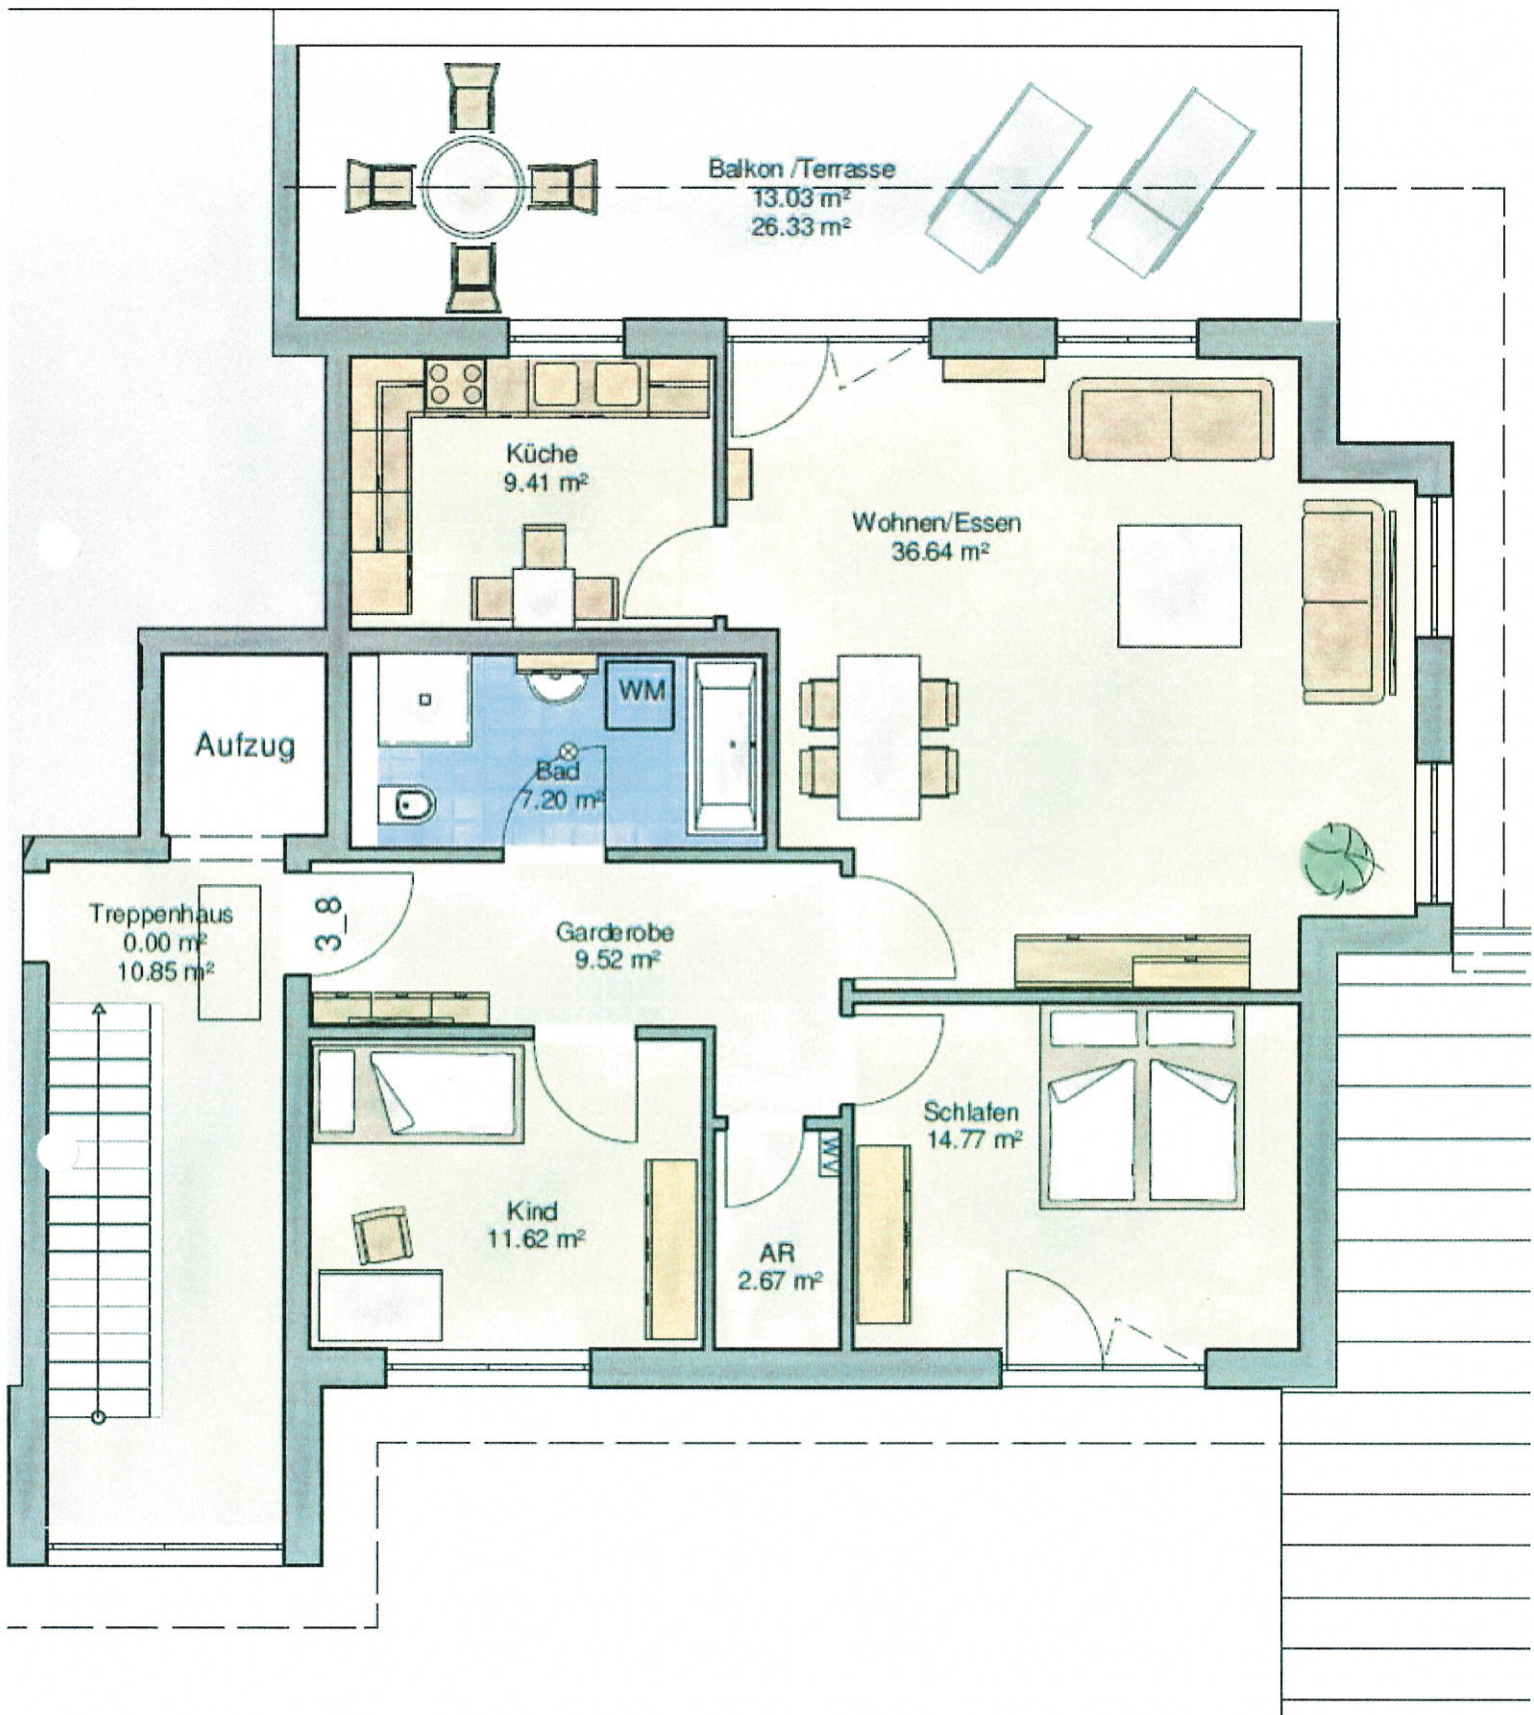 Balkon /Terrasse
13.03 m²
26.33 m²
Küche
9.41 m²
Wohnen/Essen
36.64 m²
WM
Aufzug
Bad
7.20 m²
Treppenhaus
0.00 m²
10.85 m²
3_8
Garderobe
9.52 m²
Schlafen
14.77 m²
WV
Kind
11.62 m²
AR
2.67 m²